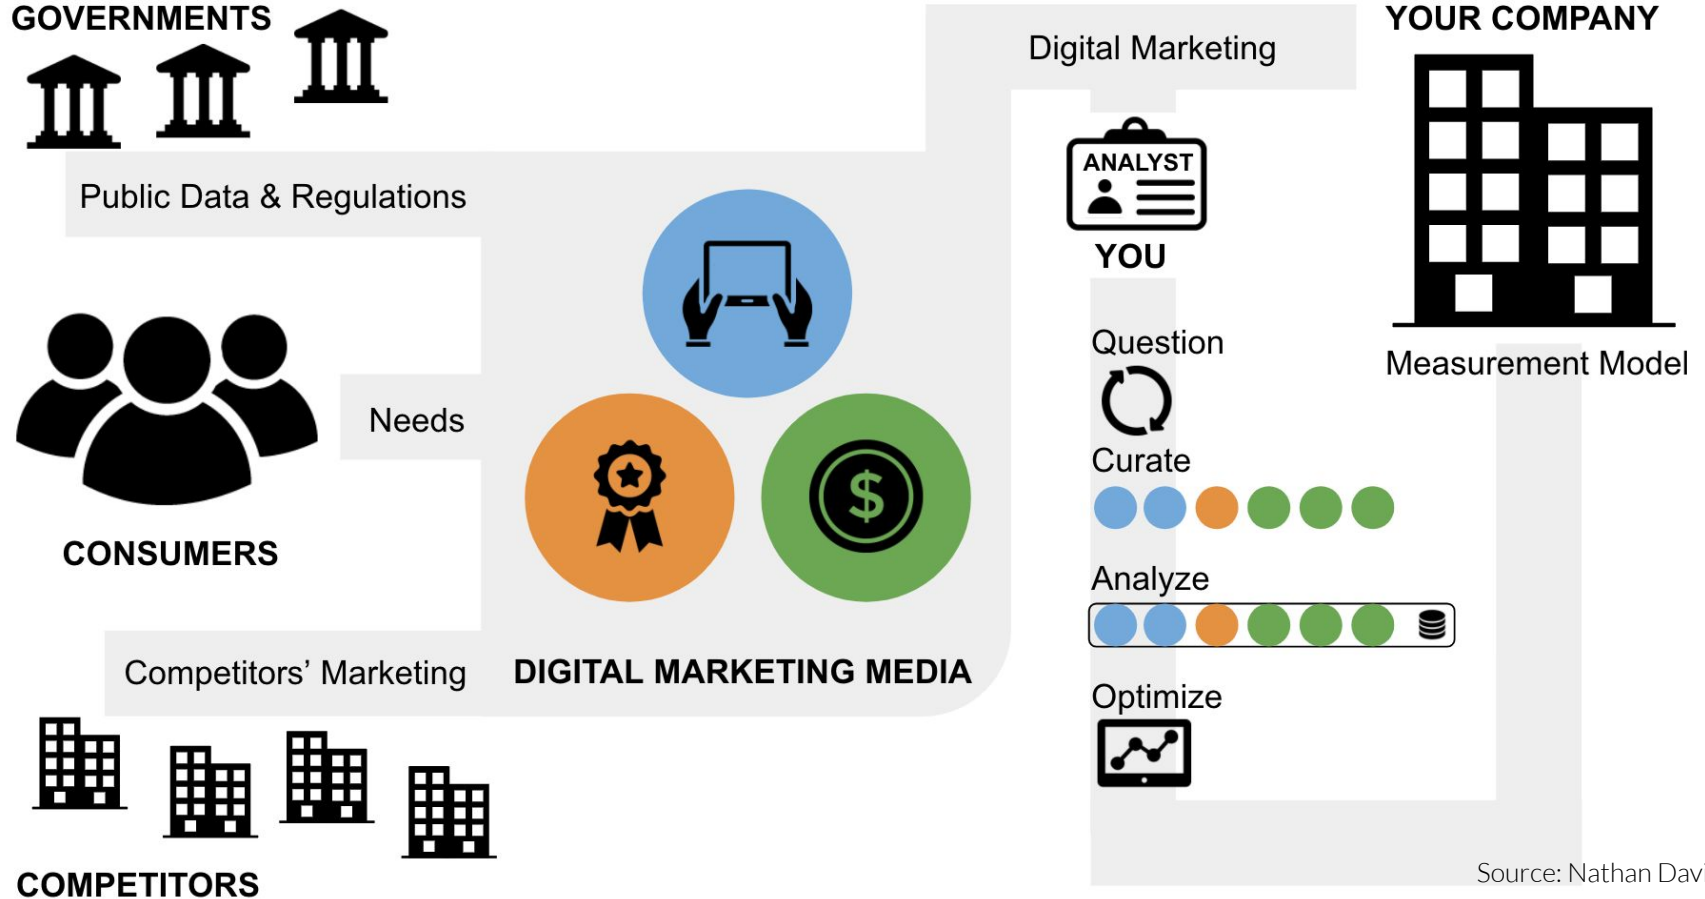 GOVERNMENTS
Public Data & Regulations
Needs
CONSUMERS
Competitors’ Marketing
COMPETITORS
$
DIGITAL MARKETING MEDIA
Digital Marketing
ANALYST
YOU
Question
Curate
Analyze
Optimize
YOUR COMPANY
Measurement Model
Source: Nathan Davi